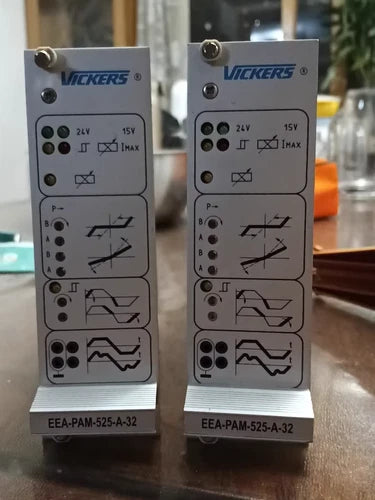 VICKERS ®
24V 15V
IMAX
P→
B
A
B
A
EEA-PAM-525-A-32
VICKERS ®
24V 15V
IMAX
P→
B
A
B
A
EEA-PAM-525-A-32